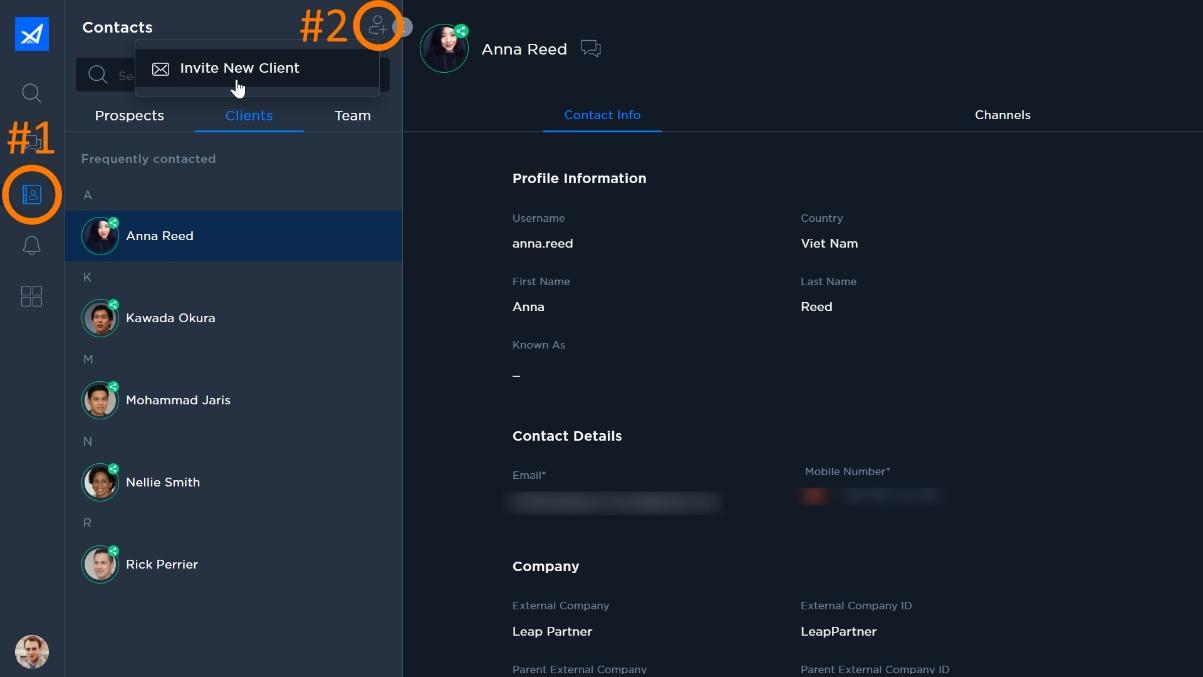 Contacts
#2
Invite New Client
Se
Prospects
Clients
Team
#1
Frequently contacted
A
Anna Reed
K
Kawada Okura
M
Mohammad Jaris
N
Nellie Smith
R
Rick Perrier
Anna Reed
Contact Info
Channels
Profile Information
Username
Country
anna.reed
Viet Nam
First Name
Last Name
Anna
Reed
Known As
–
Contact Details
Email*
Mobile Number*
Company
External Company
External Company ID
Leap Partner
LeapPartner
Parent External Company
Parent External Company ID